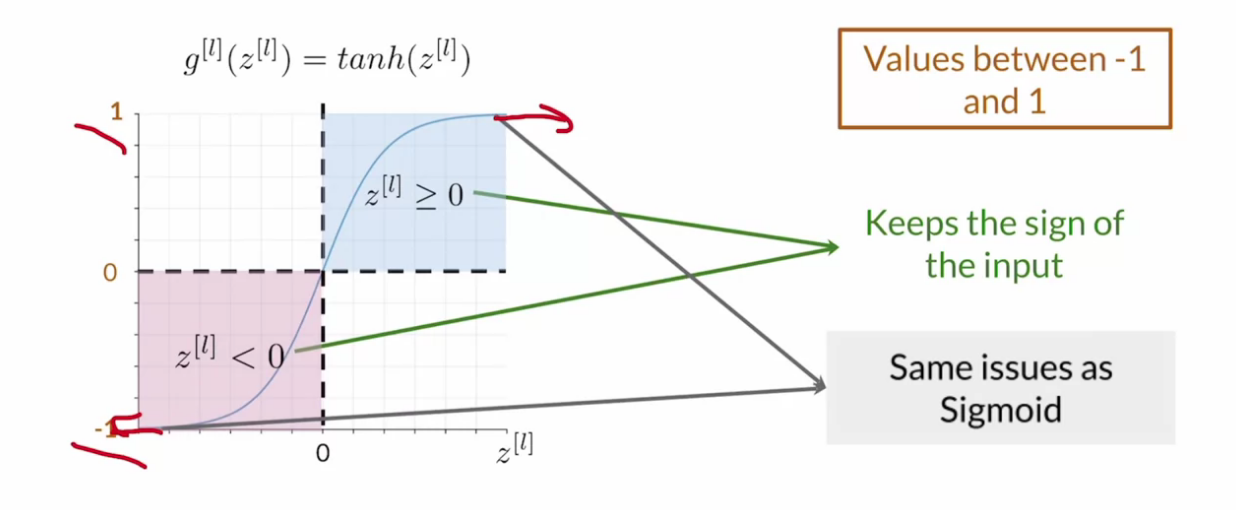 g^{[l]}(z^{[l]}) = tanh(z^{[l]})
Values between -1
and 1
1
z^{[l]} ≥ 0
Keeps the sign of
the input
0
z^{[l]} < 0
Same issues as
Sigmoid
-1
0
z^{[l]}